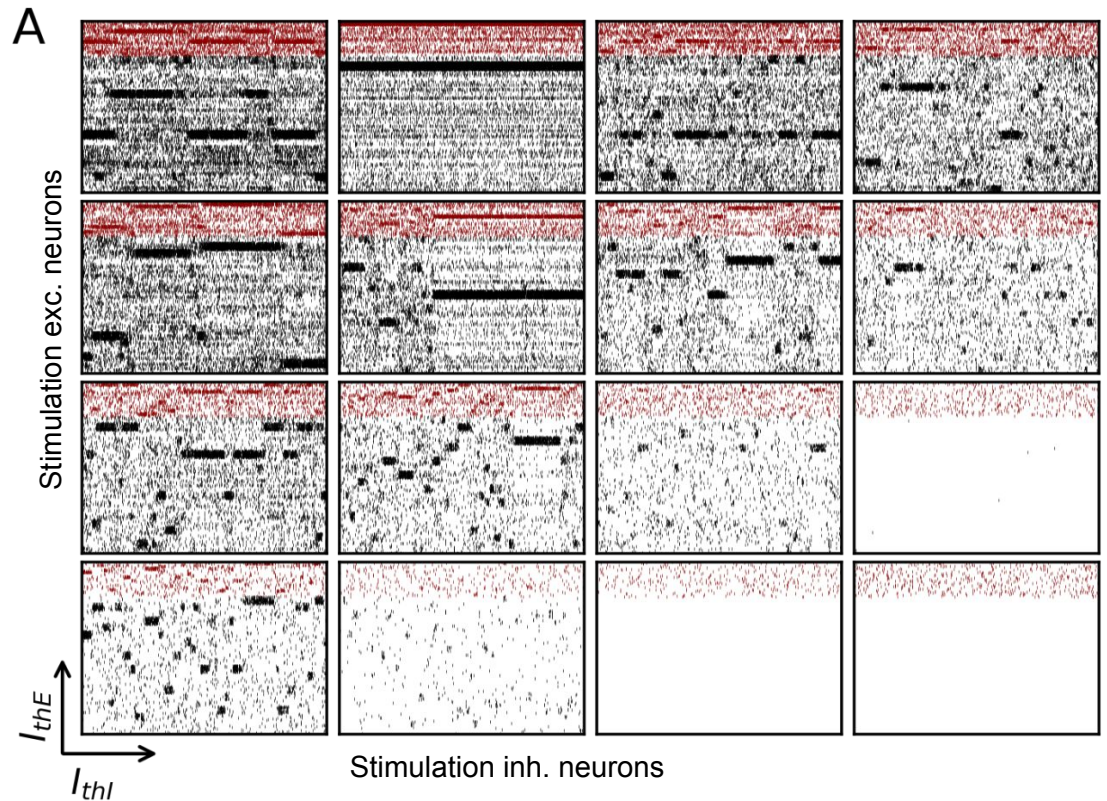 A
Stimulation exc. neurons
I_thE
I_thI
Stimulation inh. neurons